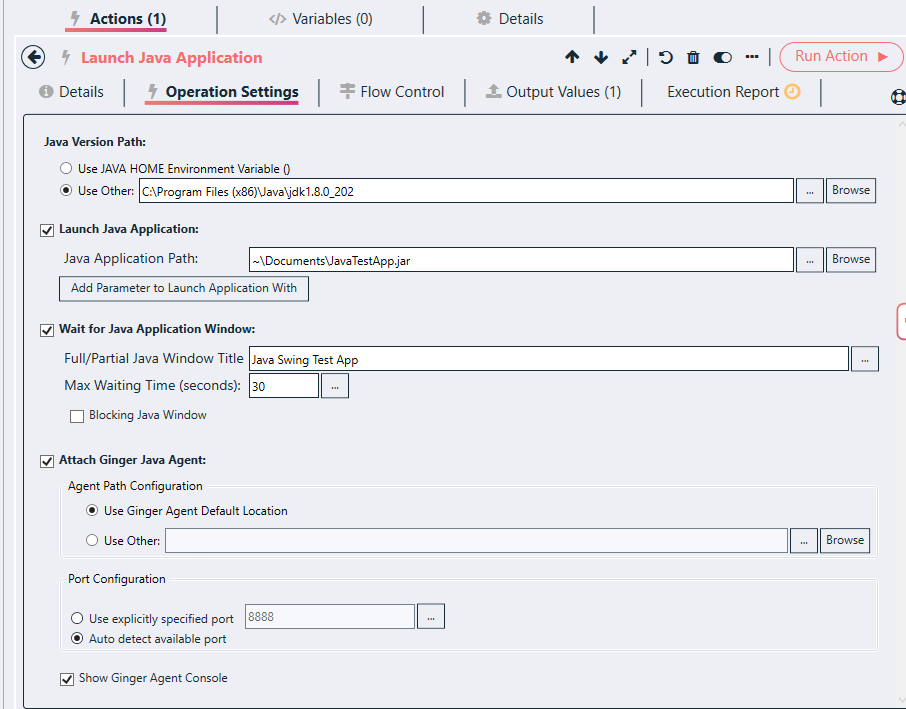 Actions (1) Variables (0) Details
Launch Java Application Run Action
Details Operation Settings Flow Control Output Values (1) Execution Report
Java Version Path:
Use JAVA HOME Environment Variable ()
Use Other: C:\Program Files (x86)\Java\jdk1.8.0_202 ... Browse
Launch Java Application:
Java Application Path: ~\Documents\JavaTestApp.jar ... Browse
Add Parameter to Launch Application With
Wait for Java Application Window:
Full/Partial Java Window Title Java Swing Test App ...
Max Waiting Time (seconds): 30 ...
Blocking Java Window
Attach Ginger Java Agent:
Agent Path Configuration
Use Ginger Agent Default Location
Use Other: ... Browse
Port Configuration
Use explicitly specified port 8888 ...
Auto detect available port
Show Ginger Agent Console